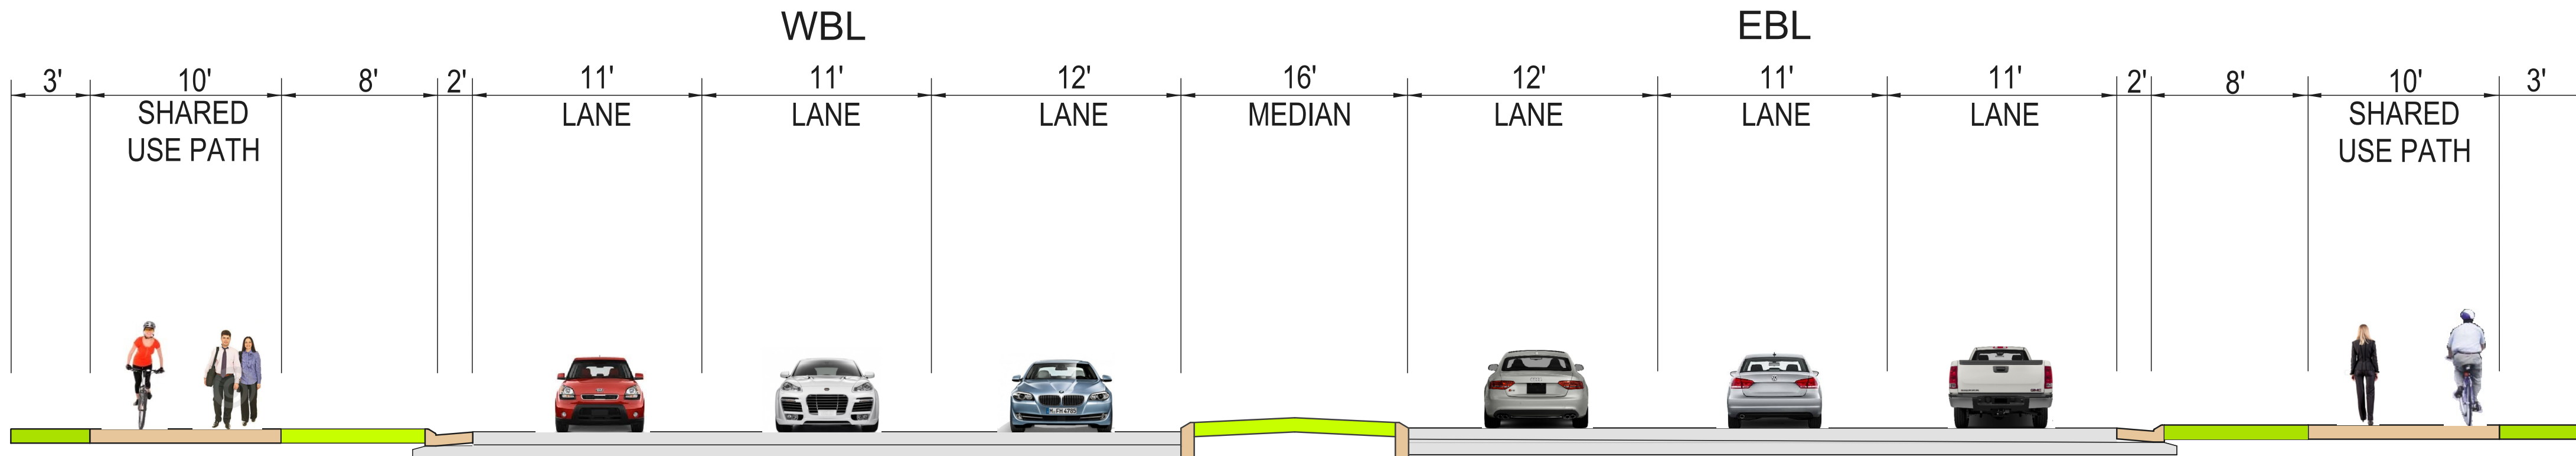 WBL
EBL
3'
10'
8'
2'
11'
11'
12'
16'
12'
11'
11'
2'
8'
10'
3'
SHARED
USE PATH
LANE
LANE
LANE
MEDIAN
LANE
LANE
LANE
SHARED
USE PATH